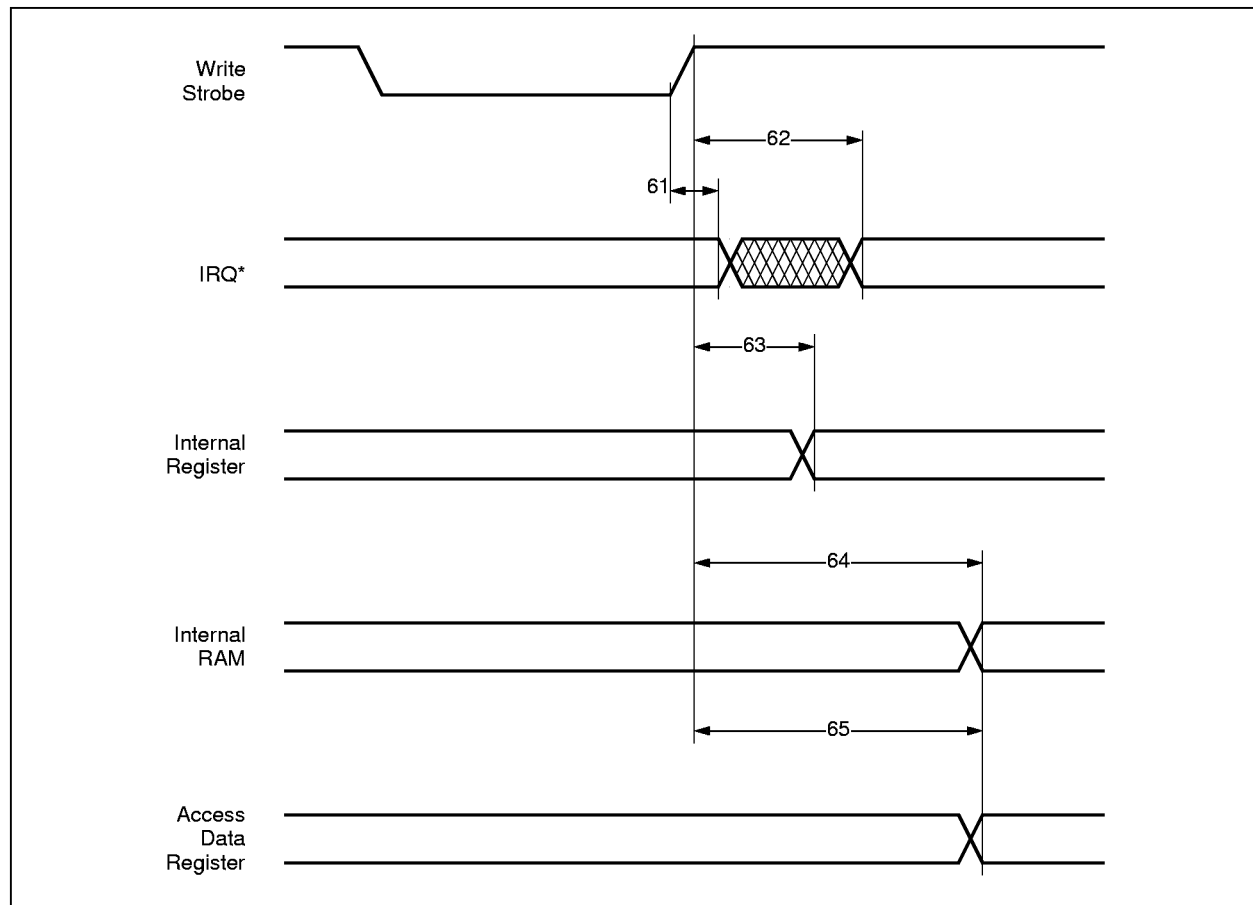 Write
Strobe
62
61
IRQ*
63
Internal
Register
64
Internal
RAM
65
Access
Data
Register